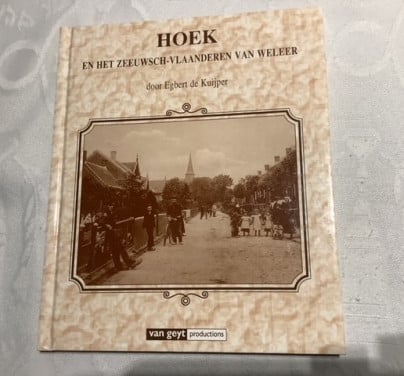 HOEK
EN HET ZEEUWSCH-VLAANDEREN VAN WELEER
door Egbert de Kuijper
van geyt productions